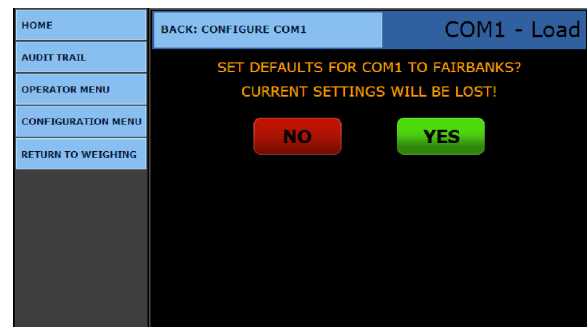 HOME
AUDIT TRAIL
OPERATOR MENU
CONFIGURATION MENU
RETURN TO WEIGHING
BACK: CONFIGURE COM1
COM1 - Load
SET DEFAULTS FOR COM1 TO FAIRBANKS?
CURRENT SETTINGS WILL BE LOST!
NO
YES